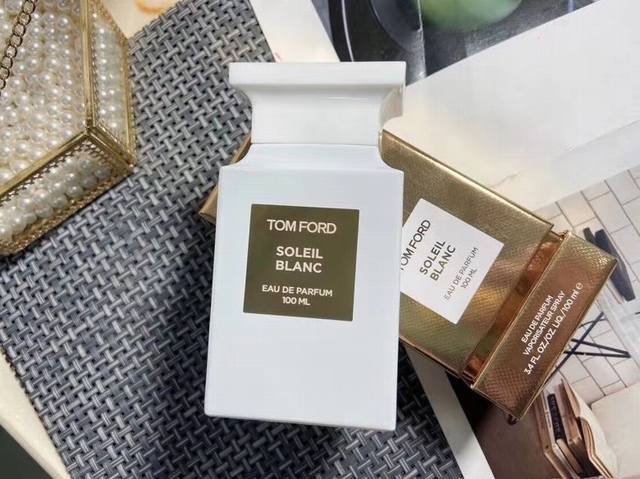 TOM FORD
SOLEIL
BLANC
EAU DE PARFUM
100 ML
TOM FORD
SOLEIL
BLANC
EAU DE PARFUM
100 ML
EAU DE PARFUM
VAPORISATEUR SPRAY
3.4 FL OZ/OZ LIQ/100 ml ℮